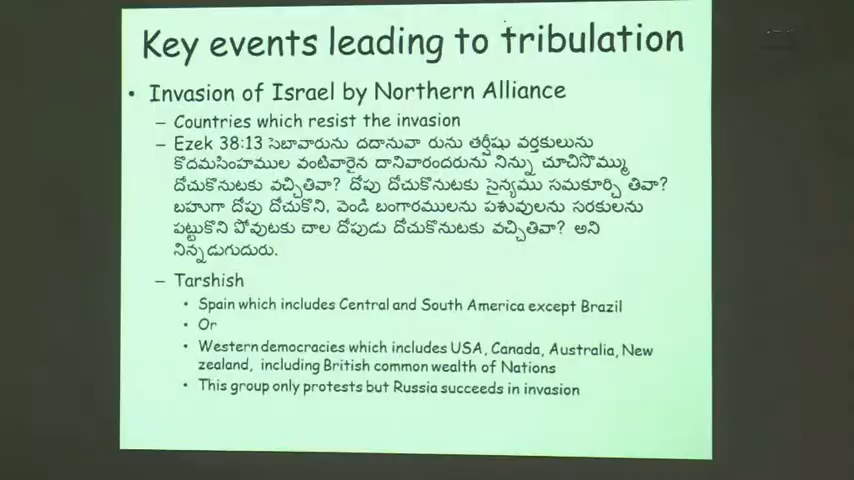 Key events leading to tribulation
• Invasion of Israel by Northern Alliance
– Countries which resist the invasion
– Ezek 38:13 సెబావారును దదానువా రును తర్షీషు వర్తకులును
కొదమసింహముల వంటివారైన దానివారందరును నిన్ను చూచిసొమ్ము
దోచుకొనుటకు వచ్చితివా? దోపు దోచుకొనుటకు సైన్యము సమకూర్చి తివా?
బహుగా దోపు దోచుకొని, వెండి బంగారములను పశువులను సరకులను
పట్టుకొని పోవుటకు చాల దోపుడు దోచుకొనుటకు వచ్చితివా? అని
నిన్నడుగుదురు.
– Tarshish
• Spain which includes Central and South America except Brazil
• Or
• Western democracies which includes USA, Canada, Australia, New
zealand, including British common wealth of Nations
• This group only protests but Russia succeeds in invasion